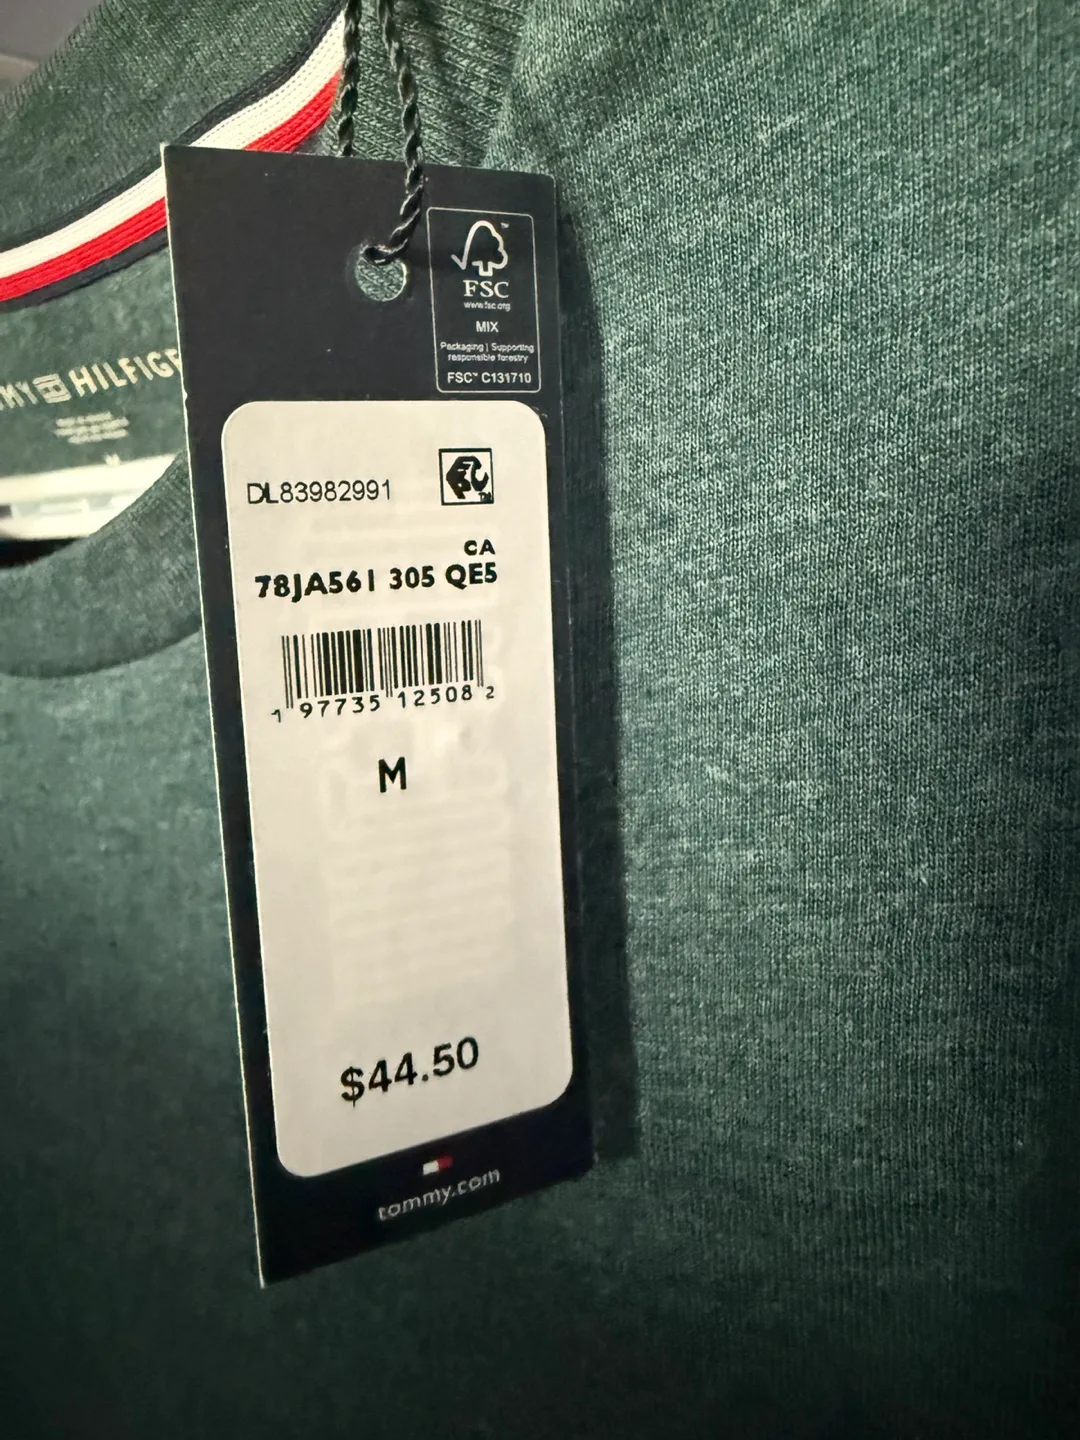 FSC
www.fsc.org
MIX
Packaging | Supporting
responsible forestry
FSC™ C131710
HILFIGE
DL83982991
CA
78JA561 305 QE5
1 97735 12508 2
M
$44.50
tommy.com